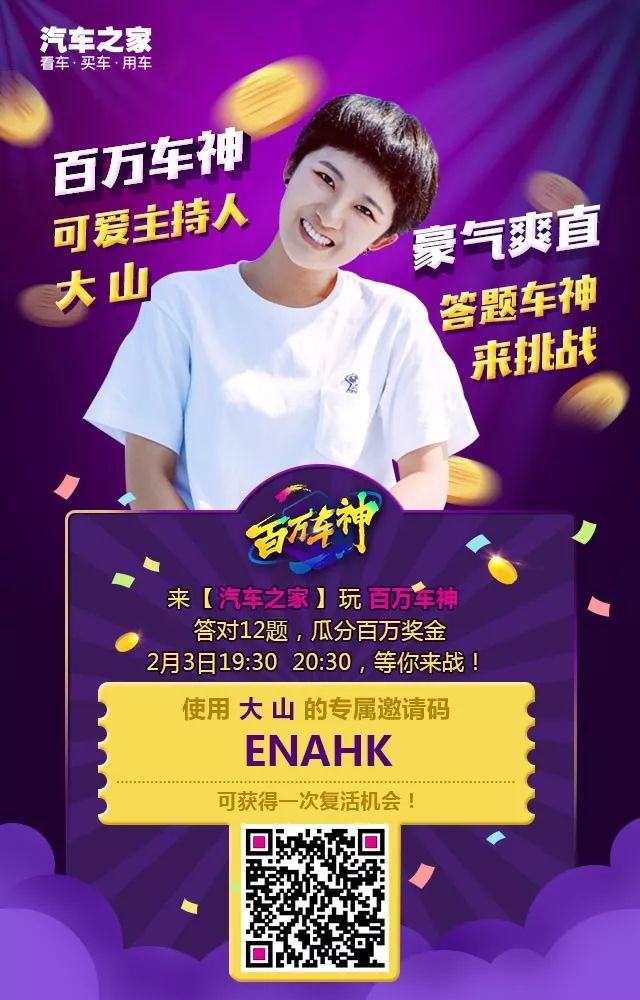 汽车之家
看车·买车·用车
百万车神
可爱主持人
大山
豪气爽直
答题车神
来挑战
百万车神
来【汽车之家】玩 百万车神
答对12题，瓜分百万奖金
2月3日19:30 20:30，等你来战！
使用 大山 的专属邀请码
ENAHK
可获得一次复活机会！